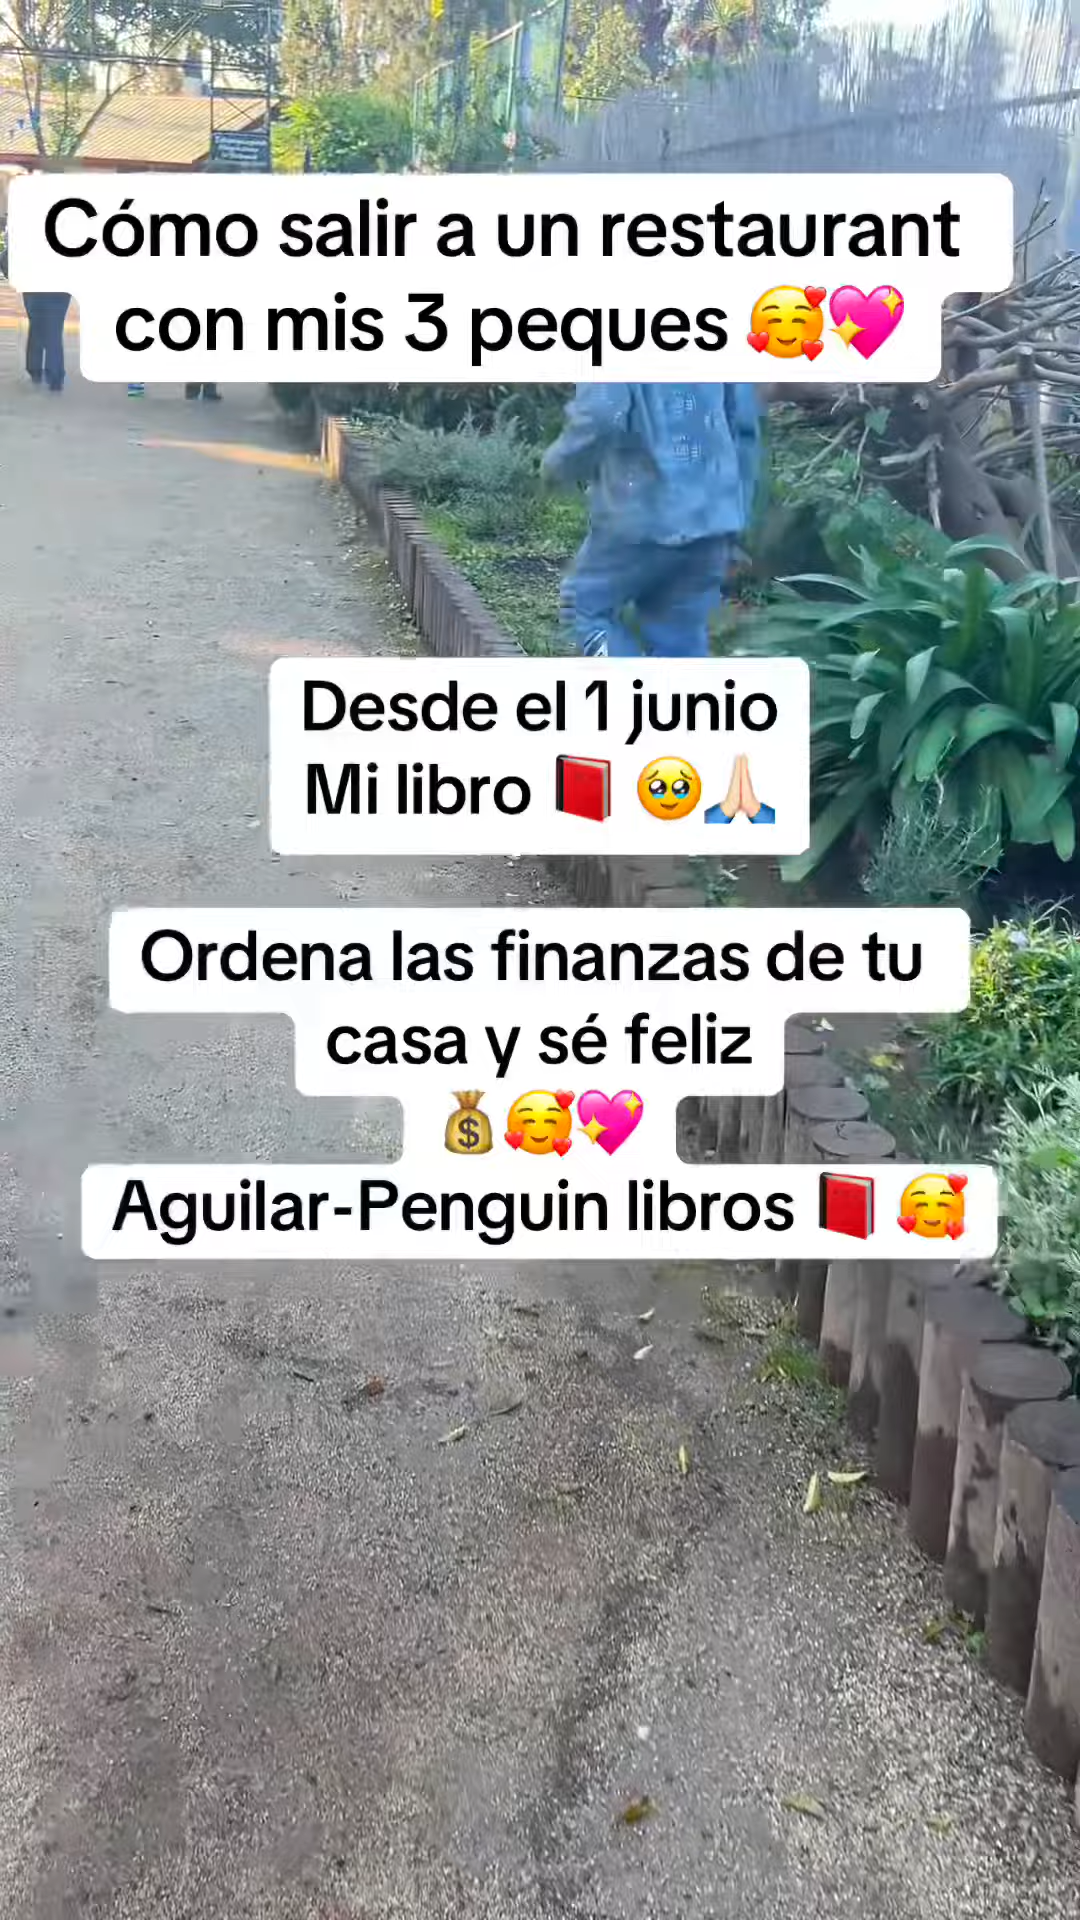 Cómo salir a un restaurant
con mis 3 peques 🥰💖
Desde el 1 junio
Mi libro 📕 🥹🙏🏻
Ordena las finanzas de tu
casa y sé feliz
💰🥰💖
Aguilar-Penguin libros 📕 🥰